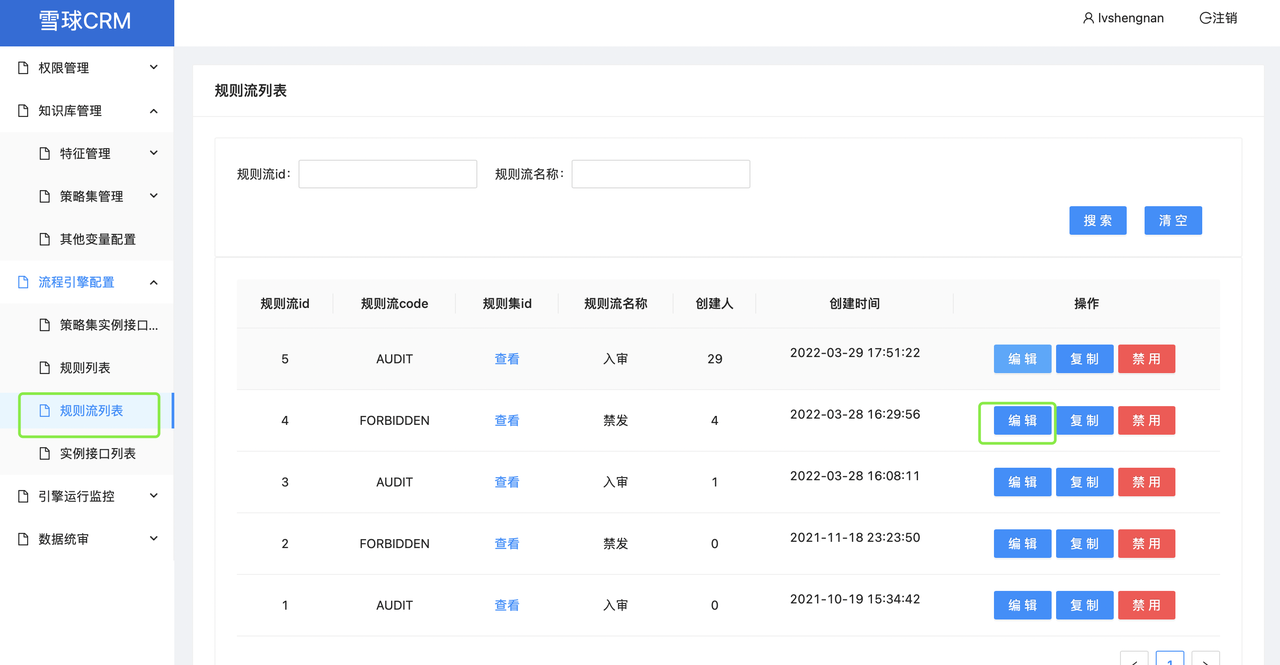 雪球CRM
lvshengnan 注销
权限管理
知识库管理
特征管理
策略集管理
其他变量配置
流程引擎配置
策略集实例接口...
规则列表
规则流列表
实例接口列表
引擎运行监控
数据统审
规则流列表
规则流id: 规则流名称:
搜 索 清 空
规则流id 规则流code 规则集id 规则流名称 创建人 创建时间 操作
5 AUDIT 查看 入审 29 2022-03-29 17:51:22 编 辑 复 制 禁 用
4 FORBIDDEN 查看 禁发 4 2022-03-28 16:29:56 编 辑 复 制 禁 用
3 AUDIT 查看 入审 1 2022-03-28 16:08:11 编 辑 复 制 禁 用
2 FORBIDDEN 查看 禁发 0 2021-11-18 23:23:50 编 辑 复 制 禁 用
1 AUDIT 查看 入审 0 2021-10-19 15:34:42 编 辑 复 制 禁 用
< 1 >